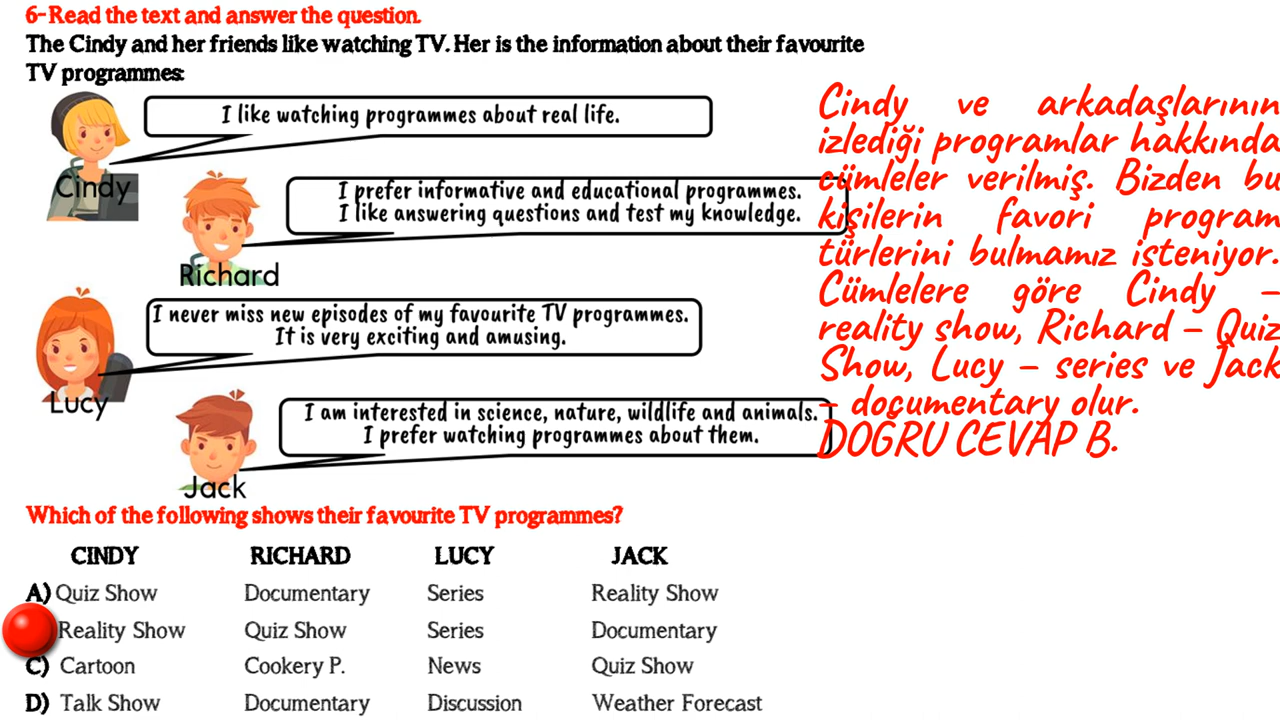 6-Read the text and answer the question.
The Cindy and her friends like watching TV. Her is the information about their favourite
TV programmes:
I like watching programmes about real life.
Cindy
I prefer informative and educational programmes.
I like answering questions and test my knowledge.
Richard
I never miss new episodes of my favourite TV programmes.
It is very exciting and amusing.
Lucy
I am interested in science, nature, wildlife and animals.
I prefer watching programmes about them.
Jack
Cindy ve arkadaşlarının
izlediği programlar hakkında
cümleler verilmiş. Bizden bu
kişilerin favori program
türlerini bulmamız isteniyor.
Cümlelere göre Cindy –
reality show, Richard – Quiz
Show, Lucy – series ve Jack
– documentary olur.
DOĞRU CEVAP B.
Which of the following shows their favourite TV programmes?
CINDY RICHARD LUCY JACK
A) Quiz Show Documentary Series Reality Show
Reality Show Quiz Show Series Documentary
C) Cartoon Cookery P. News Quiz Show
D) Talk Show Documentary Discussion Weather Forecast